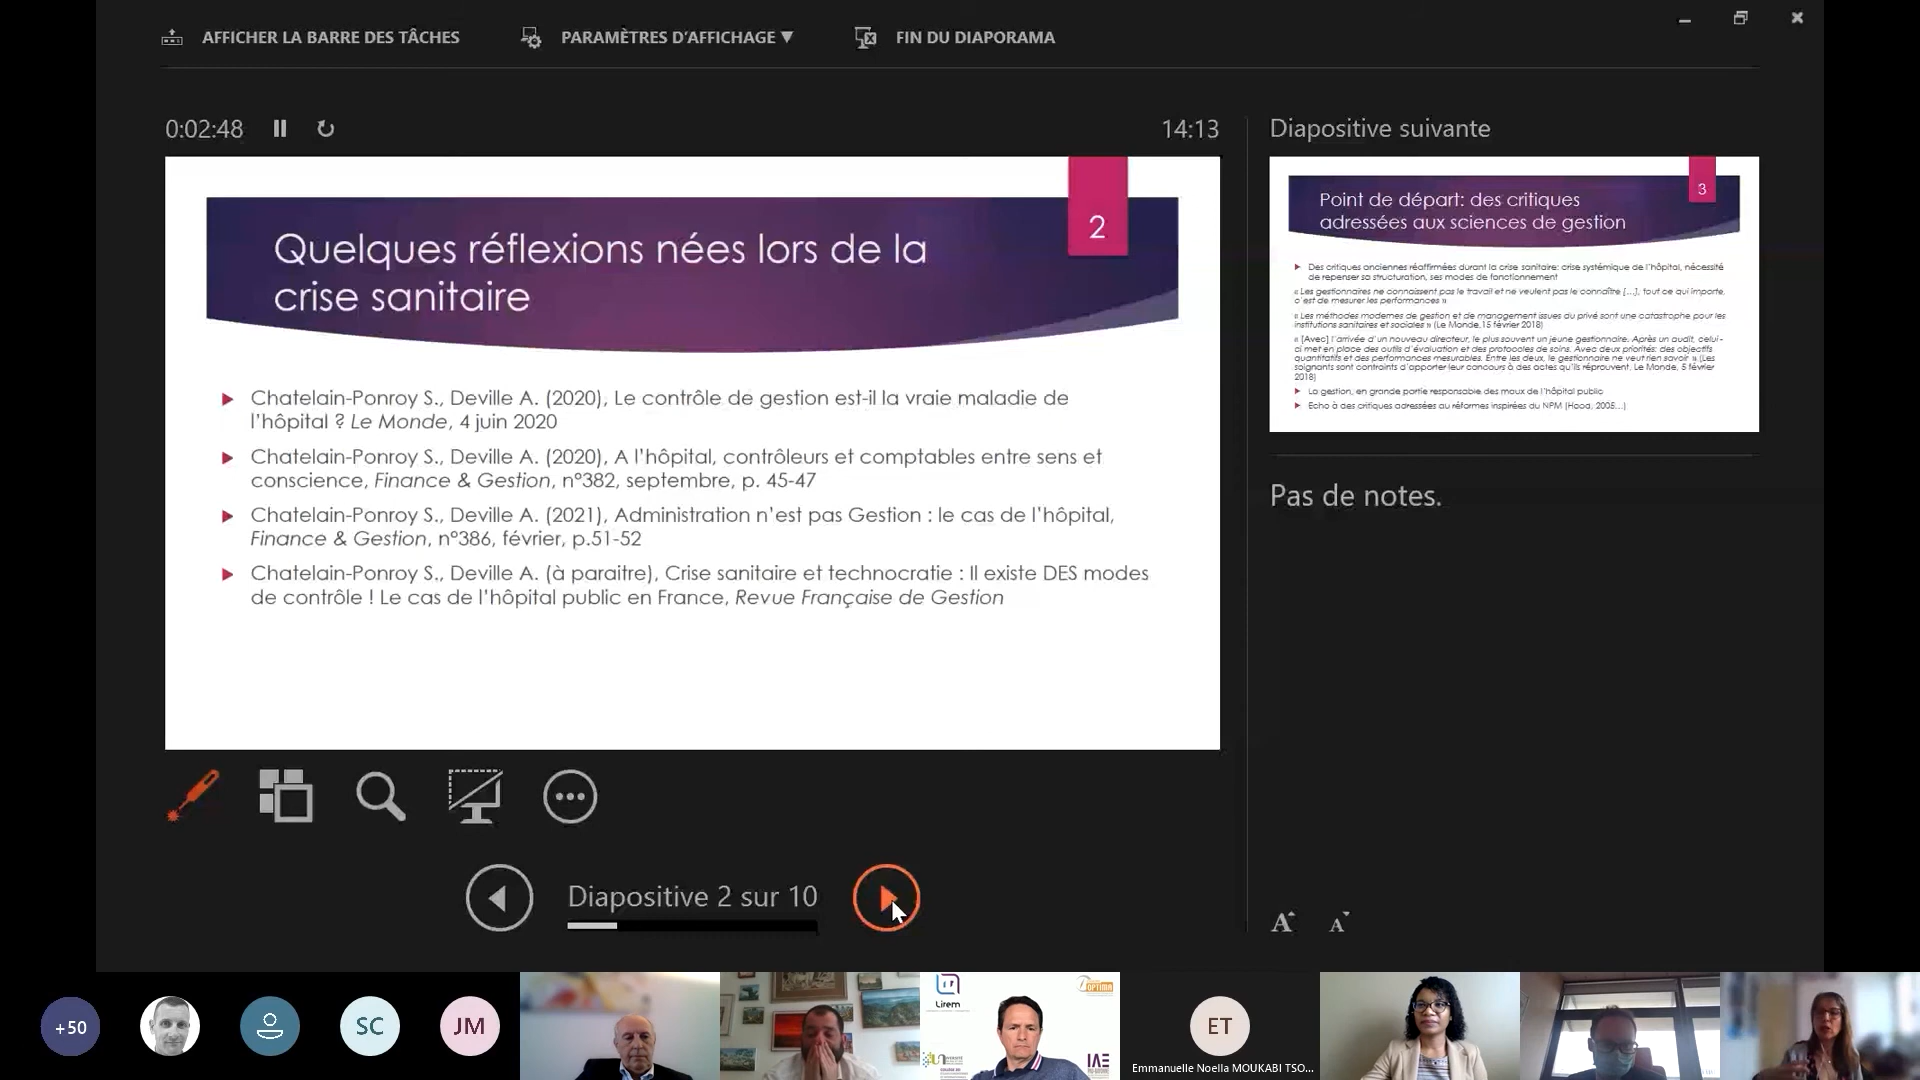 AFFICHER LA BARRE DES TÂCHES
PARAMÈTRES D'AFFICHAGE ▼
FIN DU DIAPORAMA
0:02:48
14:13
2
Quelques réflexions nées lors de la
crise sanitaire
Chatelain-Ponroy S., Deville A. (2020), Le contrôle de gestion est-il la vraie maladie de
l'hôpital ? Le Monde, 4 juin 2020
Chatelain-Ponroy S., Deville A. (2020), A l'hôpital, contrôleurs et comptables entre sens et
conscience, Finance & Gestion, n°382, septembre, p. 45-47
Chatelain-Ponroy S., Deville A. (2021), Administration n'est pas Gestion : le cas de l'hôpital,
Finance & Gestion, n°386, février, p.51-52
Chatelain-Ponroy S., Deville A. (à paraitre), Crise sanitaire et technocratie : Il existe DES modes
de contrôle ! Le cas de l'hôpital public en France, Revue Française de Gestion
Diapositive suivante
3
Point de départ: des critiques
adressées aux sciences de gestion
Des critiques anciennes réaffirmées durant la crise sanitaire: crise systémique de l'hôpital, nécessité
de repenser sa structuration, ses modes de fonctionnement
« Les gestionnaires ne connaissent pas le travail et ne veulent pas le connaître […], tout ce qui importe,
c'est de mesurer les performances »
« Les méthodes modernes de gestion et de management issues du privé sont une catastrophe pour les
institutions sanitaires et sociales » (Le Monde,15 février 2018)
« [Avec] l'arrivée d'un nouveau directeur, le plus souvent un jeune gestionnaire. Après un audit, celui-
ci met en place des outils d'évaluation et des protocoles de soins. Avec deux priorités: des objectifs
quantitatifs et des performances mesurables. Entre les deux, le gestionnaire ne veut rien savoir » (Les
soignants sont contraints d'apporter leur concours à des actes qu'ils réprouvent. Le Monde, 5 février
2018)
La gestion, en grande partie responsable des maux de l'hôpital public
Echo à des critiques adressées au réformes inspirées du NPM (Hood, 2005…)
Pas de notes.
Diapositive 2 sur 10
A A
+50
SC
JM
Lirem
OPTIMA
IAE
ET
Emmanuelle Noella MOUKABI TSO...